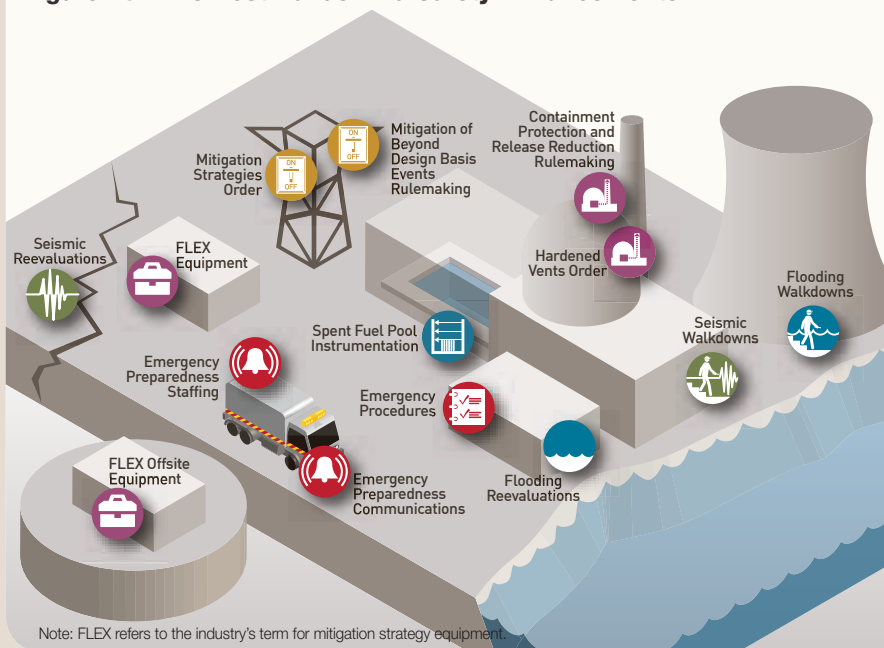 Containment
Protection and
Release Reduction
Rulemaking
Mitigation of
Beyond
Design Basis
Events
Rulemaking
Mitigation
Strategies
Order
ON
OFF
ON
OFF
Seismic
Reevaluations
FLEX
Equipment
Hardened
Vents Order
Flooding
Walkdowns
Spent Fuel Pool
Instrumentation
Seismic
Walkdowns
Emergency
Preparedness
Staffing
Emergency
Procedures
FLEX Offsite
Equipment
Emergency
Preparedness
Communications
Flooding
Reevaluations
Note: FLEX refers to the industry's term for mitigation strategy equipment.